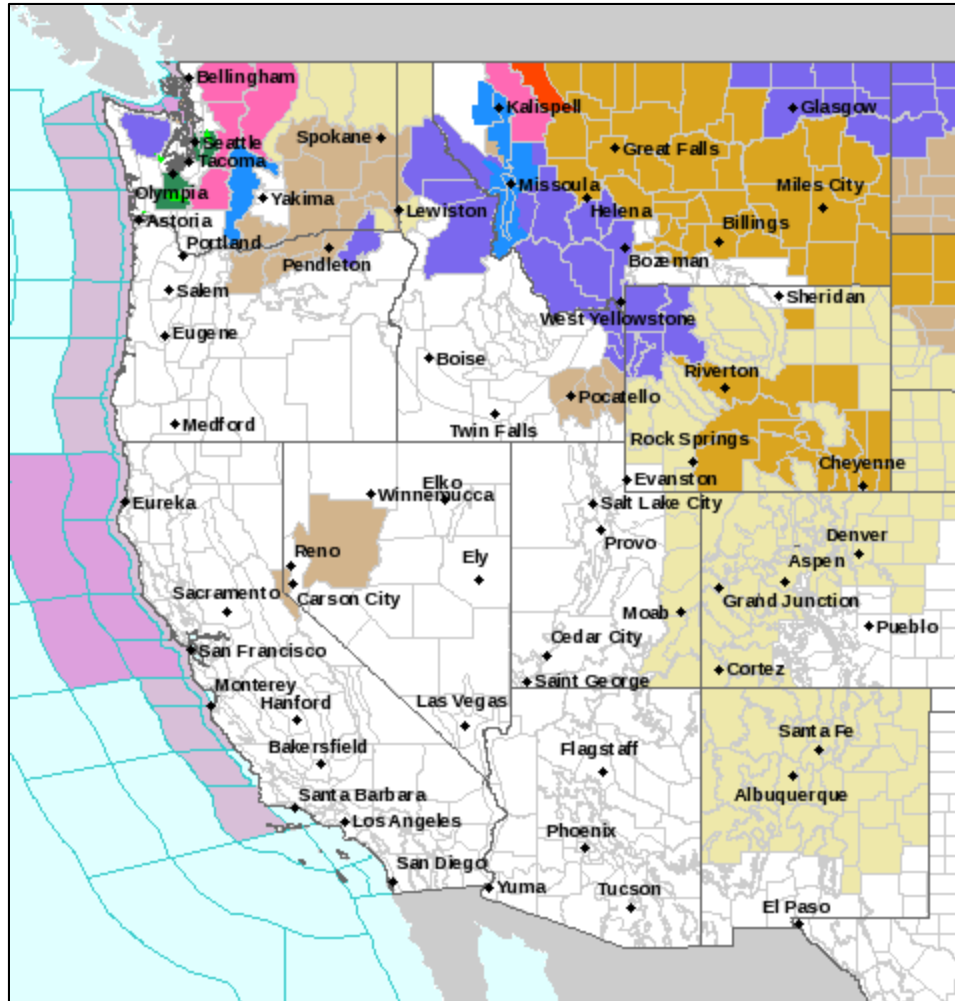 Bellingham
Kalispell
Glasgow
Spokane
Seattle
Great Falls
Tacoma
Missoula
Miles City
Olympia
Yakima
Lewiston
Helena
Astoria
Billings
Portland
Pendleton
Bozeman
Salem
Sheridan
West Yellowstone
Eugene
Boise
Riverton
Pocatello
Medford
Twin Falls
Rock Springs
Cheyenne
Elko
Evanston
Winnemucca
Eureka
Salt Lake City
Denver
Provo
Reno
Ely
Aspen
Sacramento
Carson City
Grand Junction
Moab
Pueblo
Cedar City
San Francisco
Cortez
Saint George
Monterey
Hanford
Las Vegas
Santa Fe
Bakersfield
Flagstaff
Albuquerque
Santa Barbara
Los Angeles
Phoenix
San Diego
Yuma
Tucson
El Paso